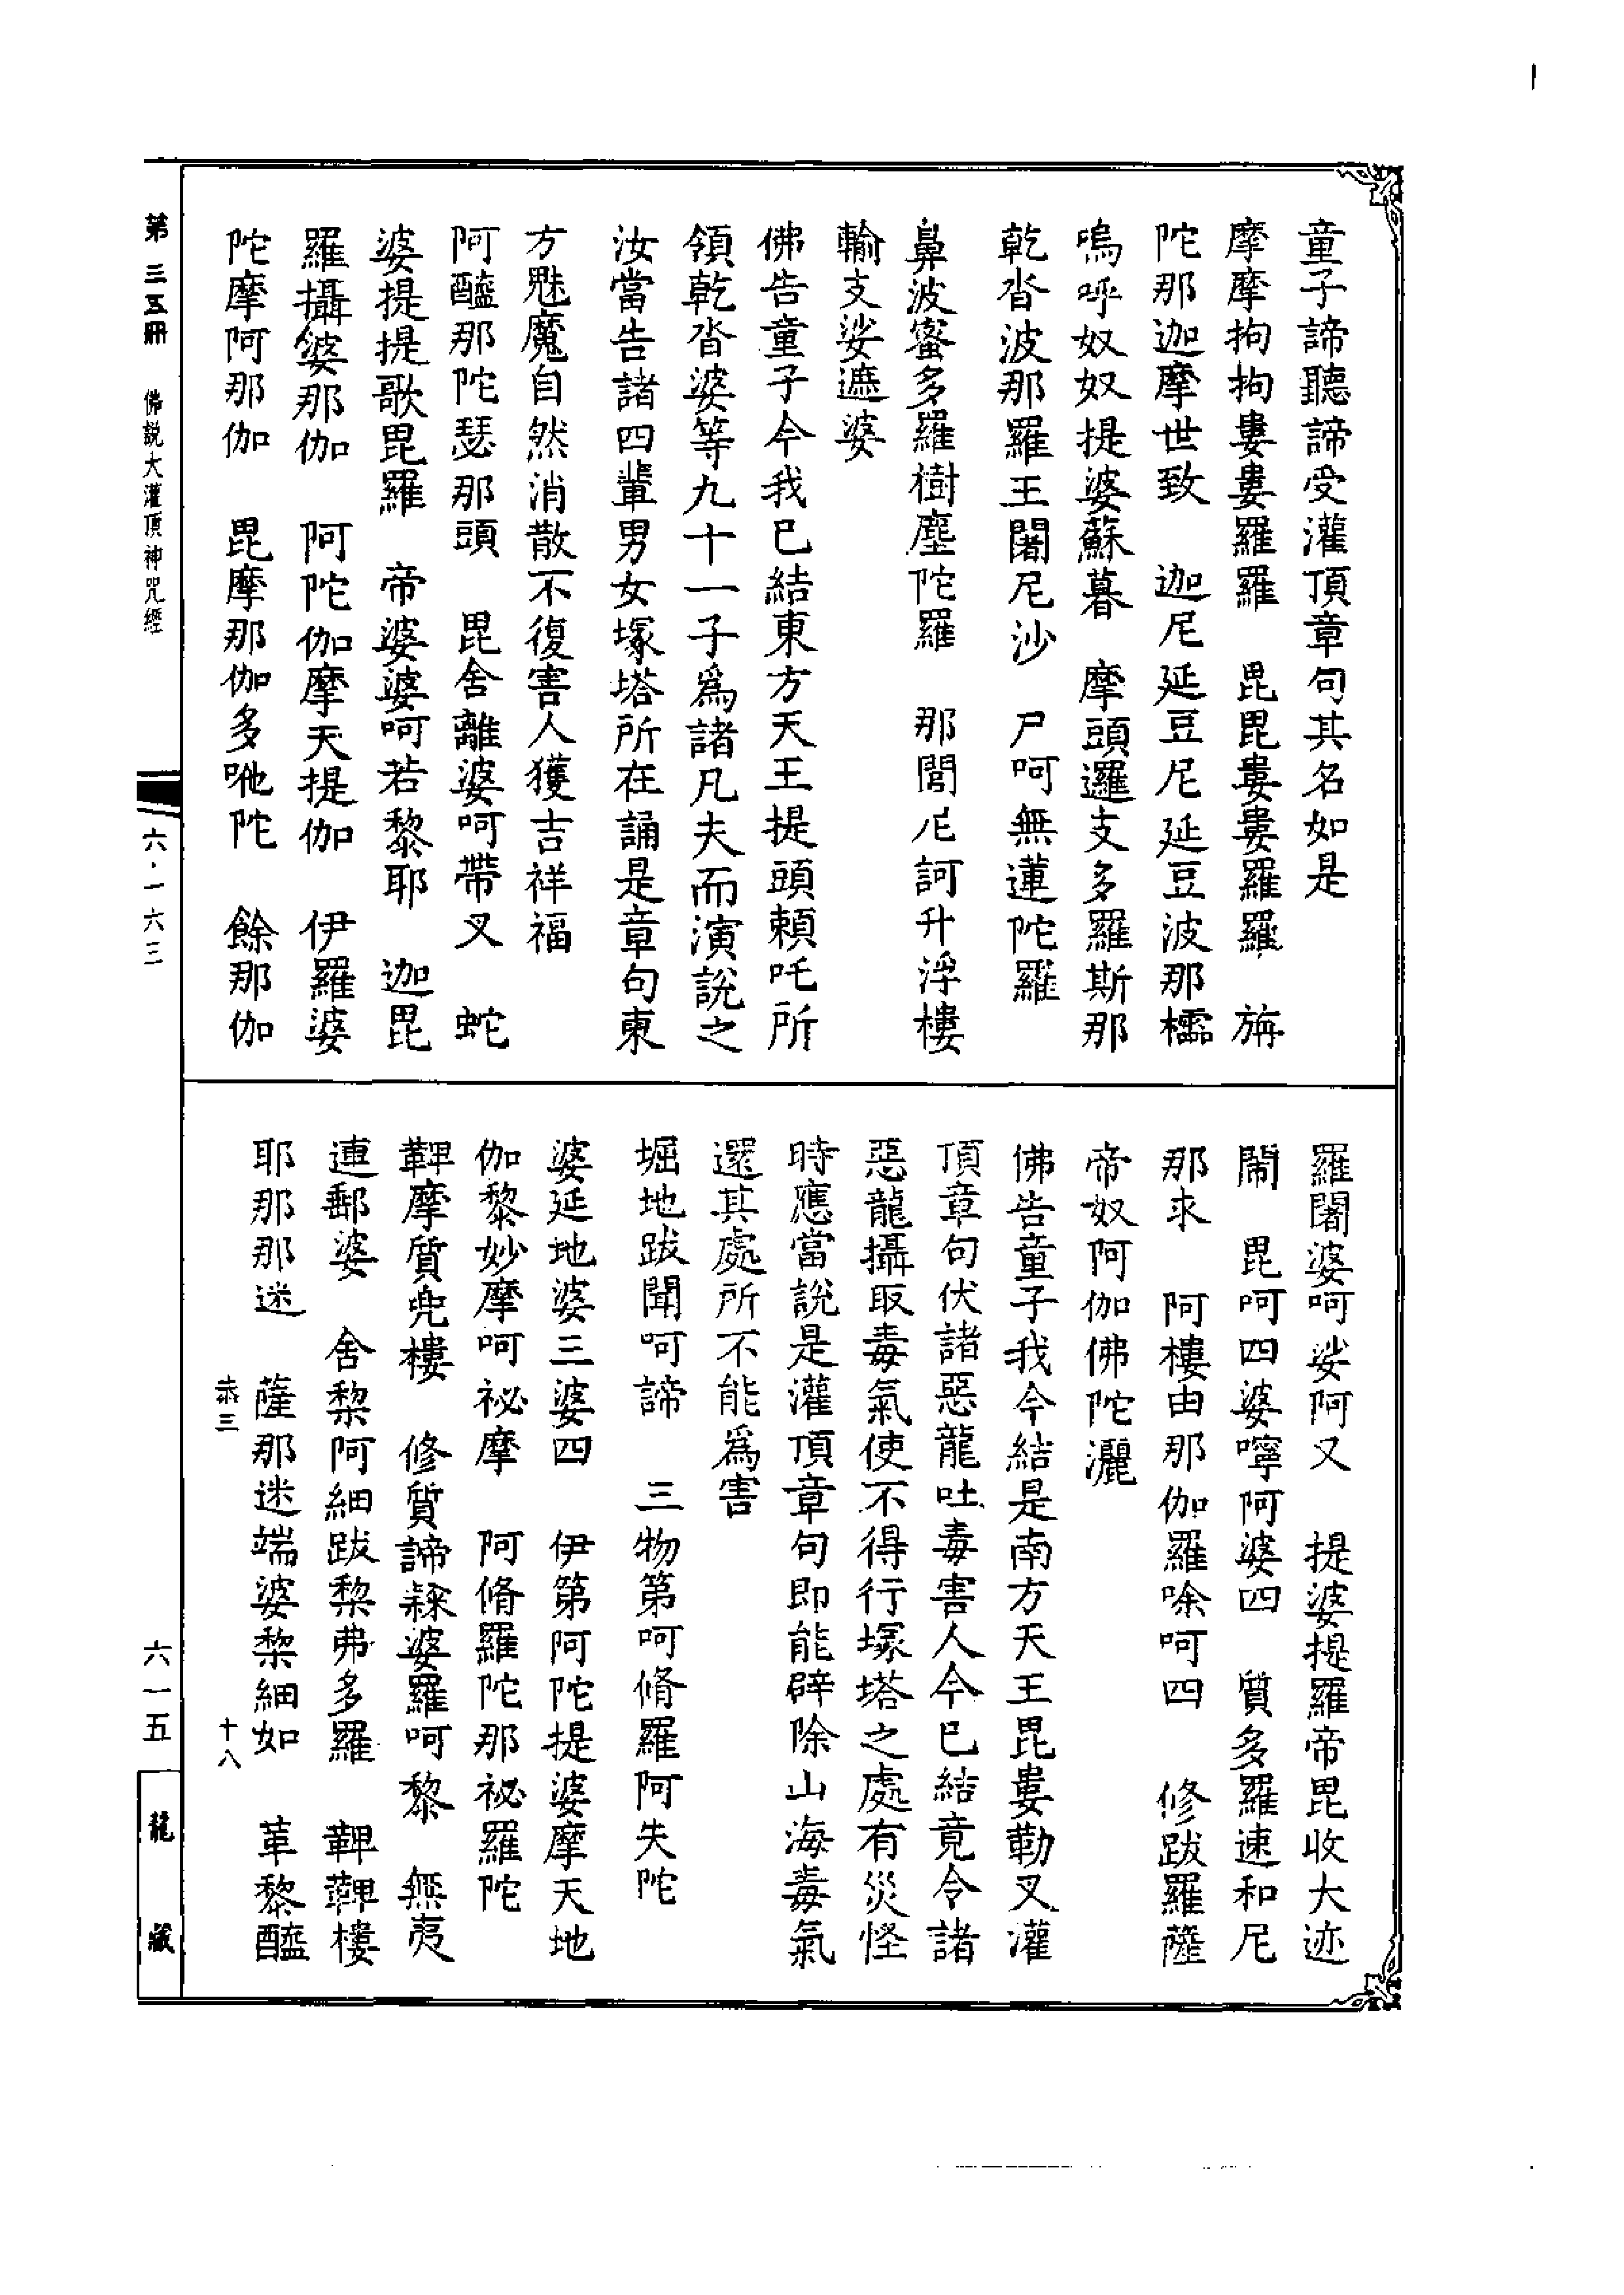 童子諦聽諦受灌頂章句其名如是
摩摩拘拘婁婁羅羅　毘毘婁婁羅羅　旃
陀那迦摩世致　迦尼延豆尼延豆波那檽
嗚呼奴奴提婆蘇暮　摩頭邏支多羅斯那
乾沓波那羅王闍尼沙　尸呵無蓮陀羅
鼻波蜜多羅樹塵陀羅　那閭尼訶升浮樓
輸支娑遮婆
佛告童子今我已結東方天王提頭賴吒所
領乾沓婆等九十一子為諸凡夫而演說之
汝當告諸四輩男女塚塔所在誦是章句東
方魃魔自然消散不復害人獲吉祥福
阿醯那陀瑟那頭　毘舍離婆呵帶叉　蛇
婆提提歌毘羅　帝婆婆呵若黎耶　迦毘
羅攝婆那伽　阿陀伽摩天提伽　伊羅婆
陀摩阿那伽　毘摩那伽多呭陀　餘那伽
羅闍婆呵娑阿又　提婆提羅帝毘收大迹
鬧　毘呵四婆嚀阿婆四　質多羅速和尼
那求　阿樓由那伽羅唋呵四　修跋羅薩
帝奴阿伽佛陀灑
佛告童子我今結是南方天王毘婁勒叉灌
頂章句伏諸惡龍吐毒害人今已結竟令諸
惡龍攝取毒氣使不得行塚塔之處有災怪
時應當說是灌頂章句即能辟除山海毒氣
還其處所不能為害
堀地跋闍呵諦　三物第呵脩羅阿失陀
婆延地婆三婆四　伊第阿陀提婆摩天地
伽黎妙摩呵祕摩　阿脩羅陀那祕羅陀
鞞摩質兜樓　修質諦䴡婆羅呵黎　無夷
連郵婆　舍黎阿細跋黎弗多羅　鞞鞞樓
耶那那迷　薩那迷端婆黎細如　革黎醯
恭三　十八
第三五冊　佛説大灌頂神咒經　六·一六三
六一五　龍藏